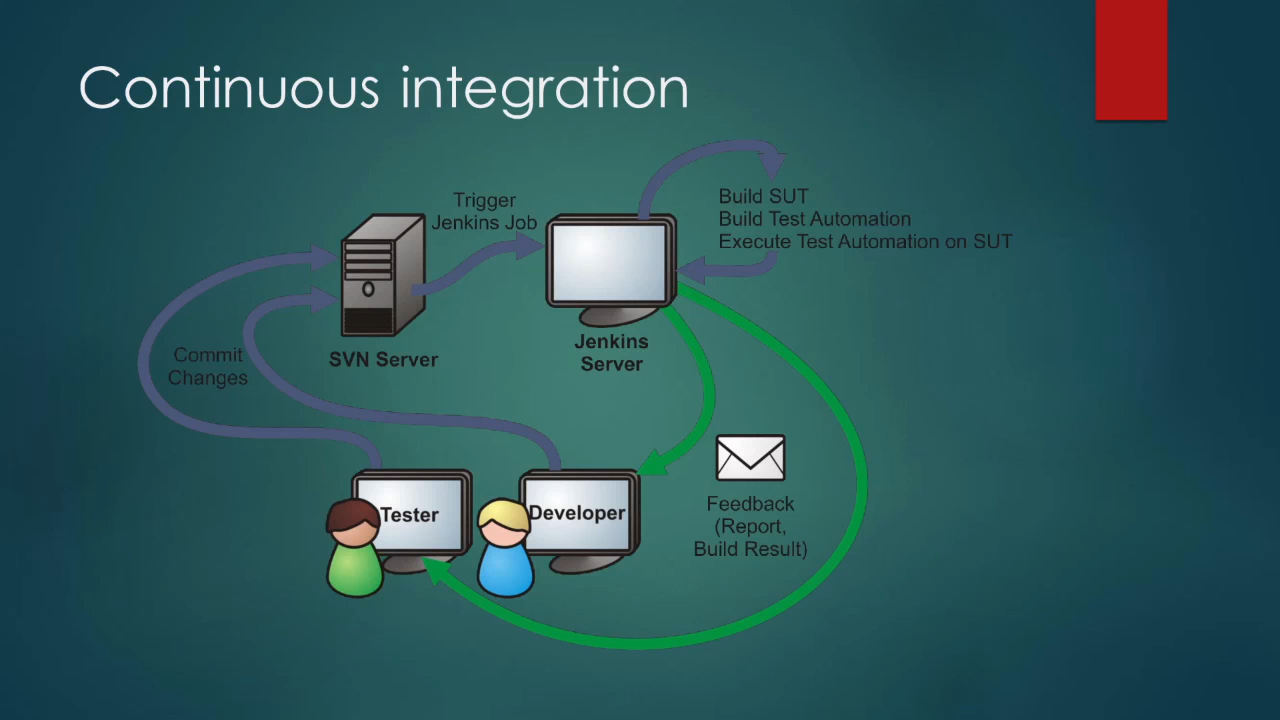 Continuous integration
Trigger
Jenkins Job
Build SUT
Build Test Automation
Execute Test Automation on SUT
Commit
Changes
SVN Server
Jenkins
Server
Tester
Developer
Feedback
(Report,
Build Result)